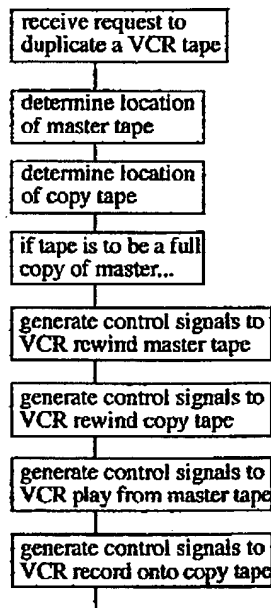 receive request to
duplicate a VCR tape
determine location
of master tape
determine location
of copy tape
if tape is to be a full
copy of master...
generate control signals to
VCR rewind master tape
generate control signals to
VCR rewind copy tape
generate control signals to
VCR play from master tape
generate control signals to
VCR record onto copy tape